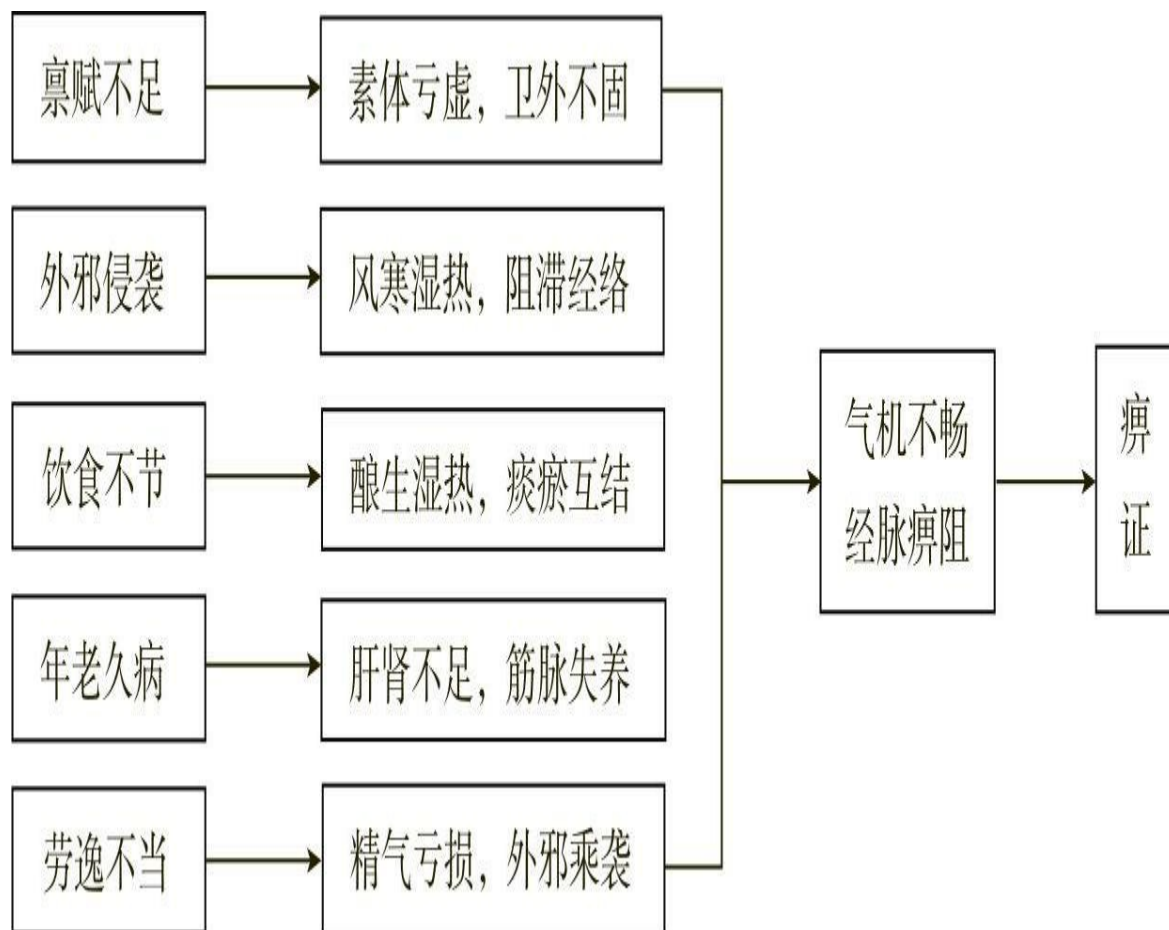 禀赋不足
素体亏虚，卫外不固
外邪侵袭
风寒湿热，阻滞经络
饮食不节
酿生湿热，痰瘀互结
年老久病
肝肾不足，筋脉失养
劳逸不当
精气亏损，外邪乘袭
气机不畅
经脉痹阻
痹
证